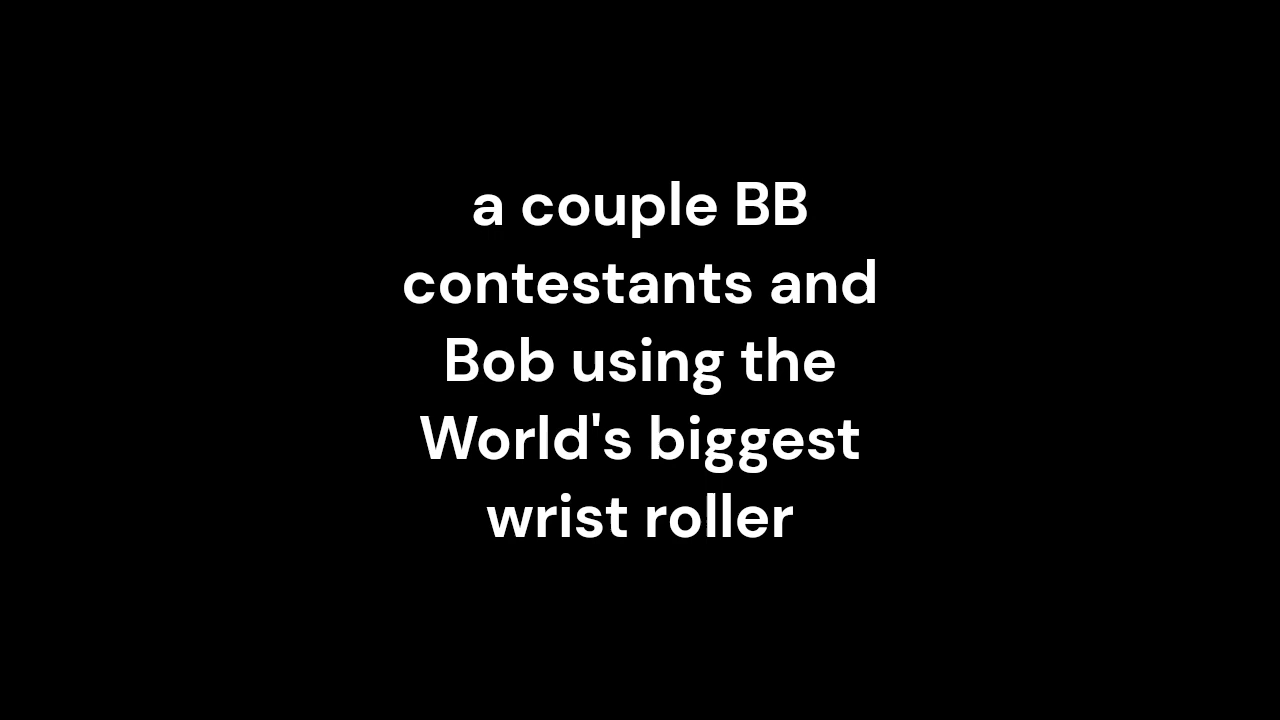 a couple BB
contestants and
Bob using the
World's biggest
wrist roller